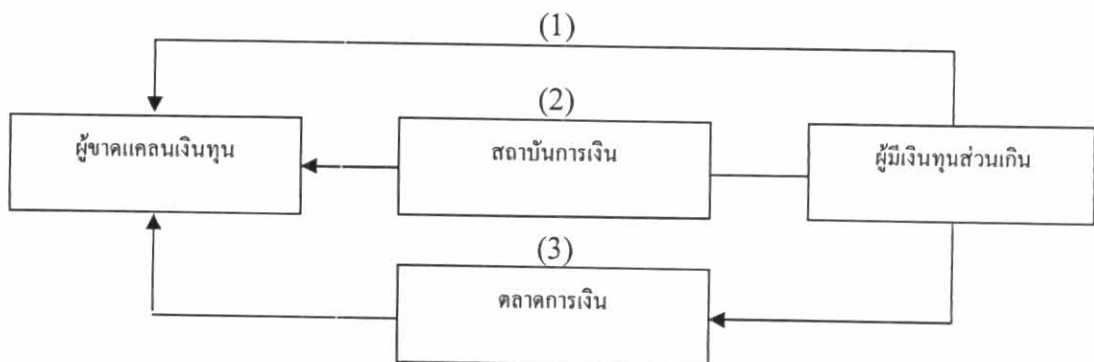 (1)
(2)
ผู้ขาดแคลนเงินทุน
สถาบันการเงิน
ผู้มีเงินทุนส่วนเกิน
(3)
ตลาดการเงิน